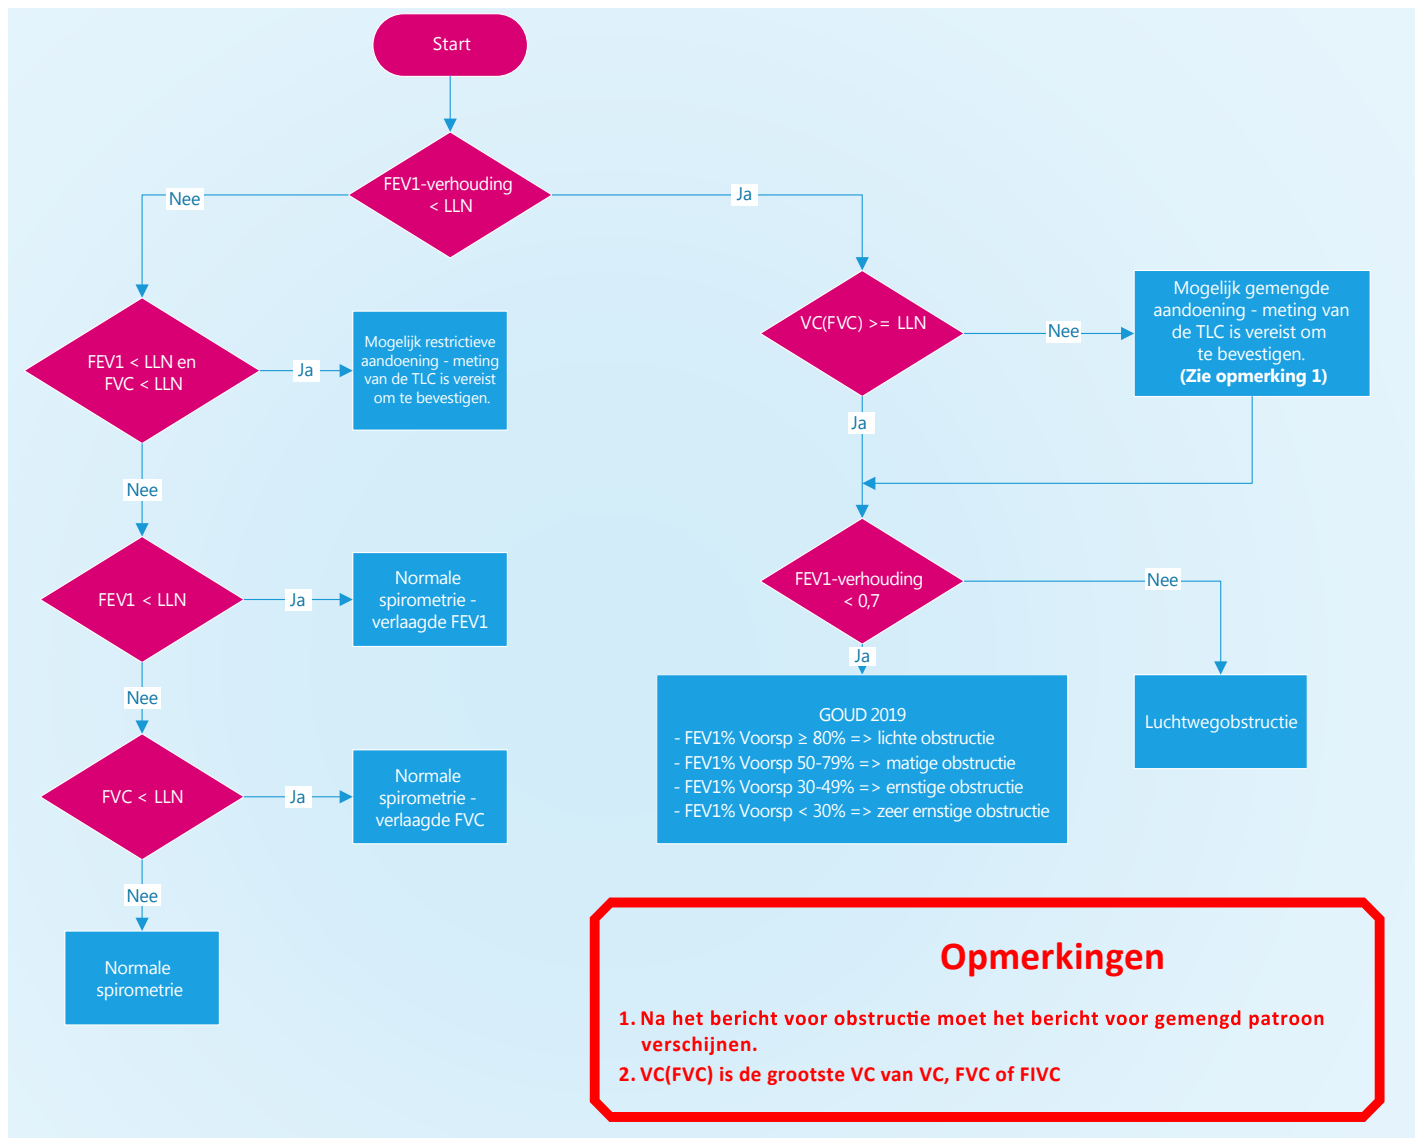 Start
FEV1-verhouding
< LLN
Nee
Ja
FEV1 < LLN en
FVC < LLN
Ja
Mogelijk restrictieve
aandoening - meting
van de TLC is vereist
om te bevestigen.
VC(FVC) >= LLN
Nee
Mogelijk gemengde
aandoening - meting van
de TLC is vereist om
te bevestigen.
(Zie opmerking 1)
Ja
Nee
FEV1 < LLN
Ja
Normale
spirometrie -
verlaagde FEV1
FEV1-verhouding
< 0,7
Nee
Ja
Nee
FVC < LLN
Ja
Normale
spirometrie -
verlaagde FVC
GOUD 2019
- FEV1% Voorsp ≥ 80% => lichte obstructie
- FEV1% Voorsp 50-79% => matige obstructie
- FEV1% Voorsp 30-49% => ernstige obstructie
- FEV1% Voorsp < 30% => zeer ernstige obstructie
Luchtwegobstructie
Nee
Normale
spirometrie
Opmerkingen
1. Na het bericht voor obstructie moet het bericht voor gemengd patroon
verschijnen.
2. VC(FVC) is de grootste VC van VC, FVC of FIVC